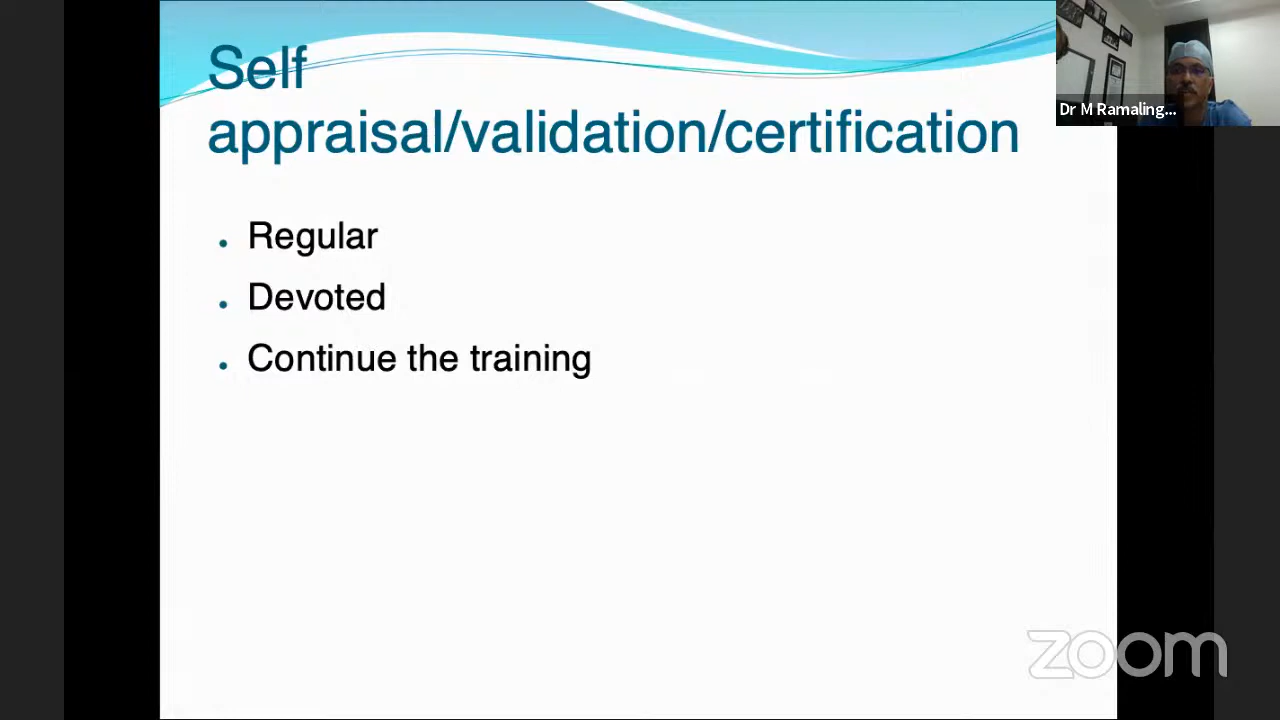 Self
appraisal/validation/certification
Regular
Devoted
Continue the training
Dr M Ramaling...
zoom